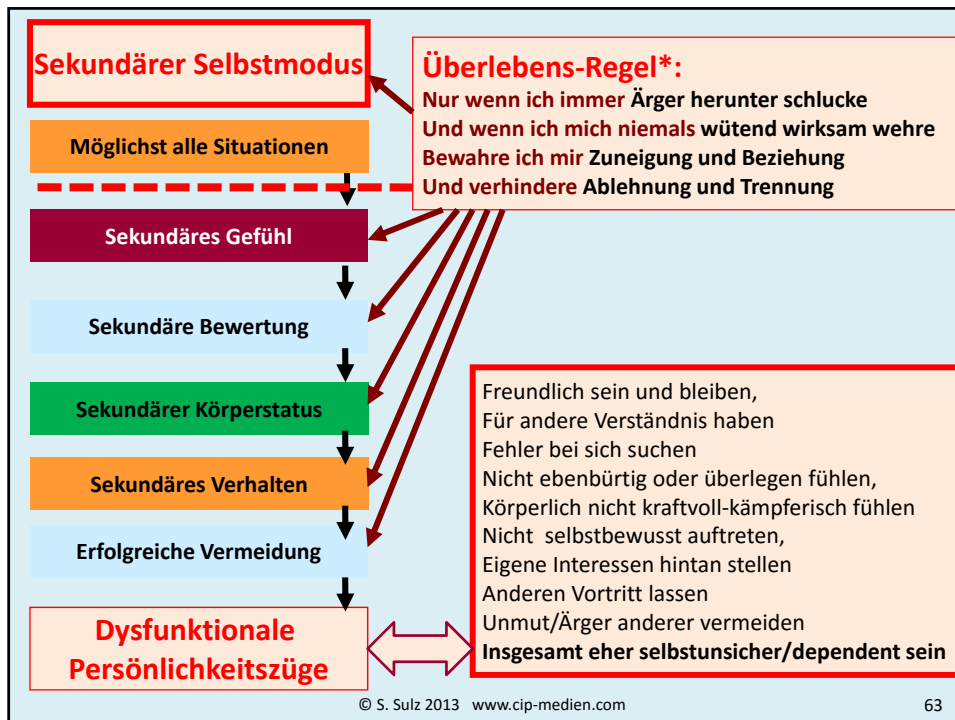 Sekundärer Selbstmodus
Überlebens-Regel*:
Nur wenn ich immer Ärger herunter schlucke
Und wenn ich mich niemals wütend wirksam wehre
Bewahre ich mir Zuneigung und Beziehung
Und verhindere Ablehnung und Trennung
Möglichst alle Situationen
Sekundäres Gefühl
Sekundäre Bewertung
Sekundärer Körperstatus
Sekundäres Verhalten
Erfolgreiche Vermeidung
Dysfunktionale
Persönlichkeitszüge
Freundlich sein und bleiben,
Für andere Verständnis haben
Fehler bei sich suchen
Nicht ebenbürtig oder überlegen fühlen,
Körperlich nicht kraftvoll-kämpferisch fühlen
Nicht selbstbewusst auftreten,
Eigene Interessen hintan stellen
Anderen Vortritt lassen
Unmut/Ärger anderer vermeiden
Insgesamt eher selbstunsicher/dependent sein
© S. Sulz 2013 www.cip-medien.com
63